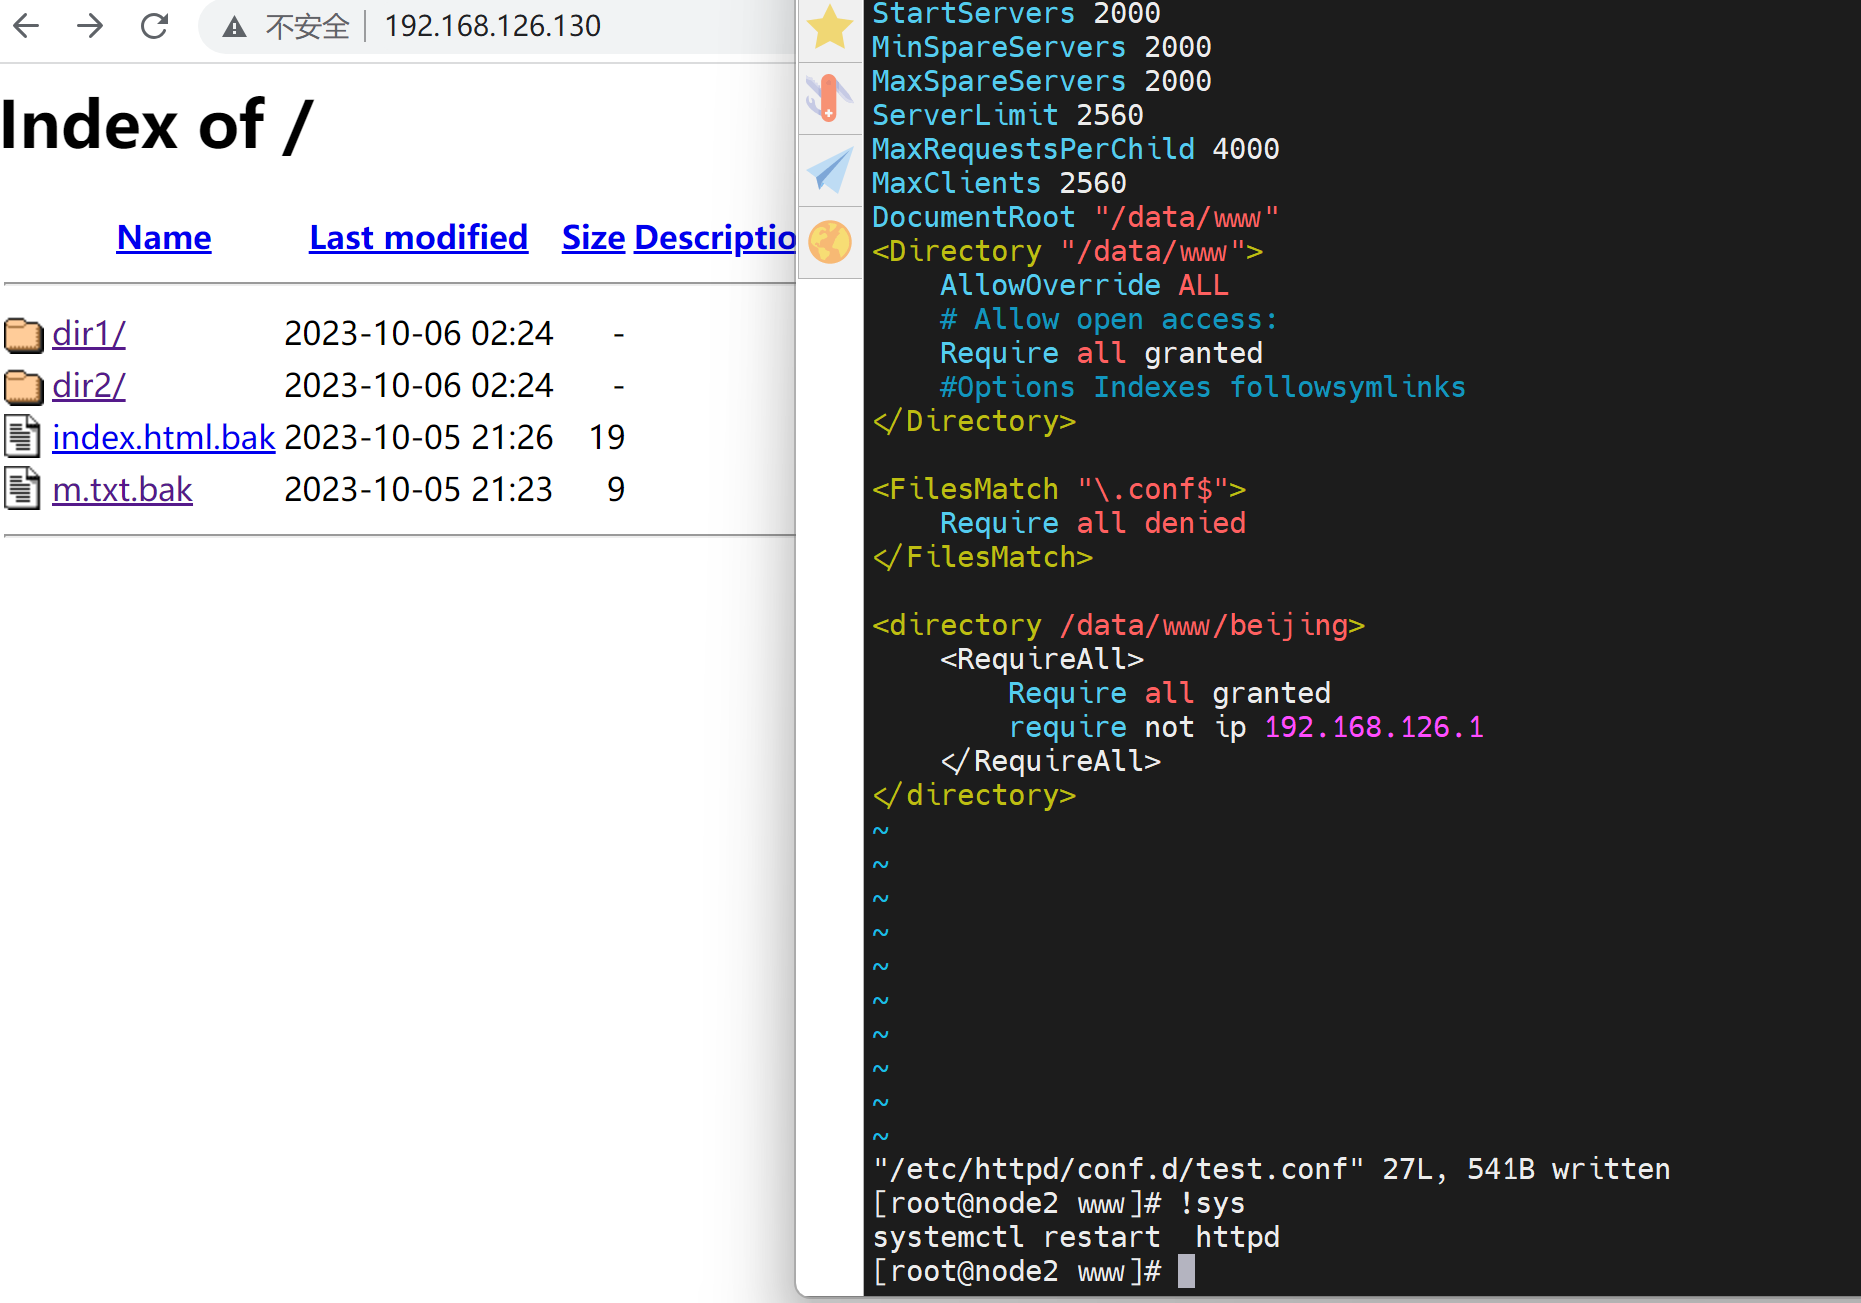 不安全 192.168.126.130
Index of /
Name Last modified Size Descriptio
dir1/ 2023-10-06 02:24 -
dir2/ 2023-10-06 02:24 -
index.html.bak 2023-10-05 21:26 19
m.txt.bak 2023-10-05 21:23 9
StartServers 2000
MinSpareServers 2000
MaxSpareServers 2000
ServerLimit 2560
MaxRequestsPerChild 4000
MaxClients 2560
DocumentRoot "/data/www"
<Directory "/data/www">
    AllowOverride ALL
    # Allow open access:
    Require all granted
    #Options Indexes followsymlinks
</Directory>
<FilesMatch "\.conf$">
    Require all denied
</FilesMatch>
<directory /data/www/beijing>
    <RequireAll>
        Require all granted
        require not ip 192.168.126.1
    </RequireAll>
</directory>
~
~
~
~
~
~
~
~
~
~
"/etc/httpd/conf.d/test.conf" 27L, 541B written
[root@node2 www]# !sys
systemctl restart  httpd
[root@node2 www]#